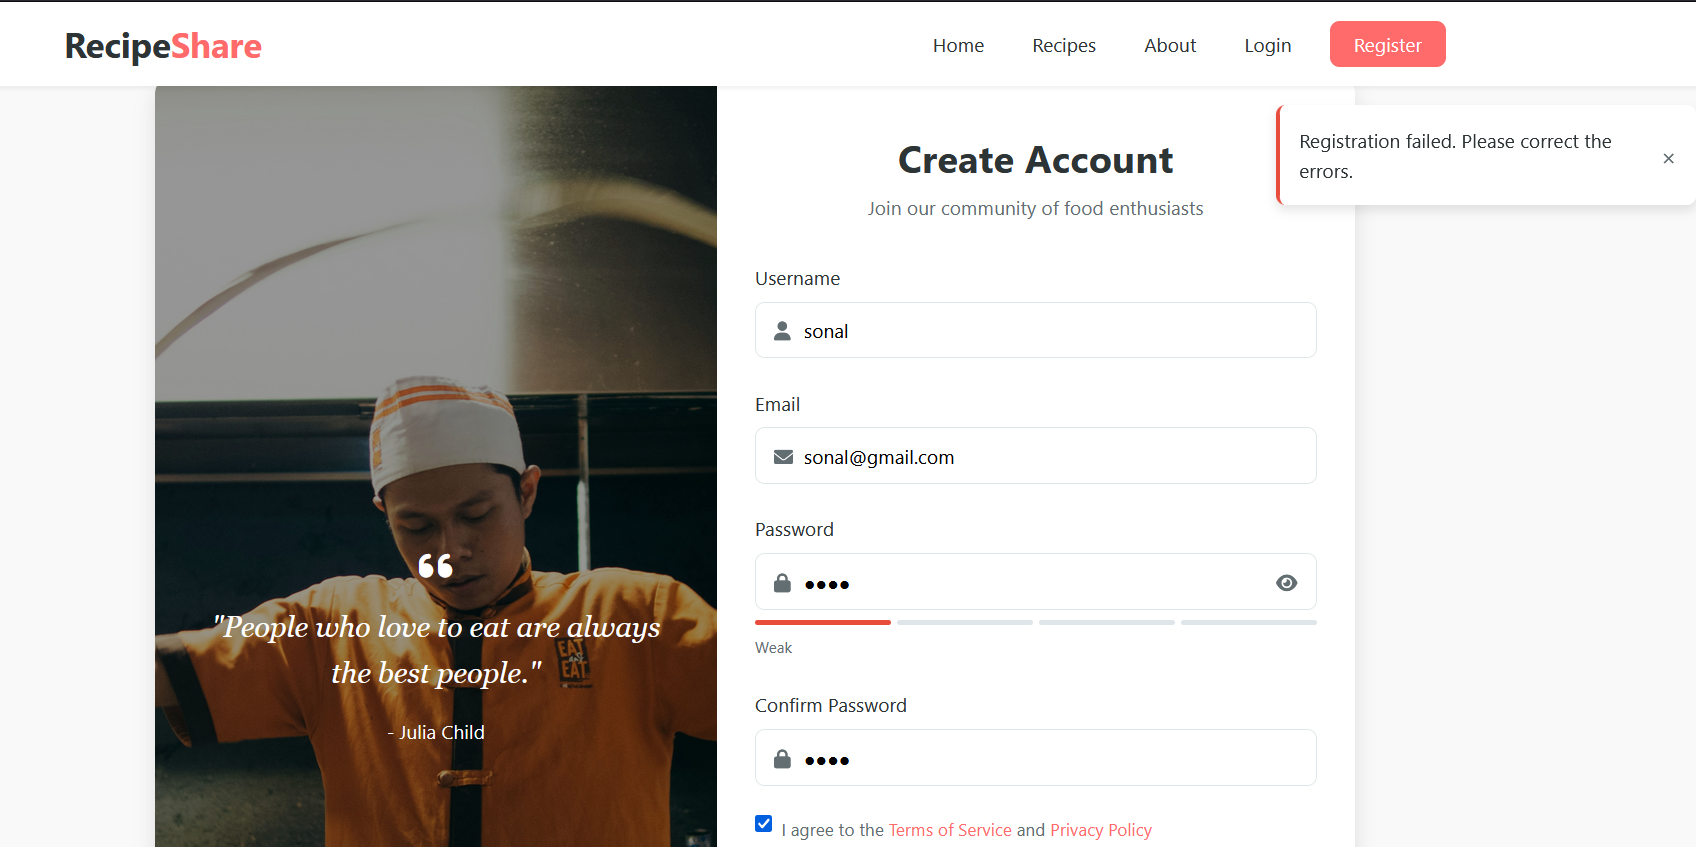 RecipeShare
Home
Recipes
About
Login
Register
Registration failed. Please correct the
errors.
×
Create Account
Join our community of food enthusiasts
Username
sonal
Email
sonal@gmail.com
Password
••••
Weak
Confirm Password
••••
I agree to the Terms of Service and Privacy Policy
“
"People who love to eat are always
the best people."
- Julia Child
EAT
EAT